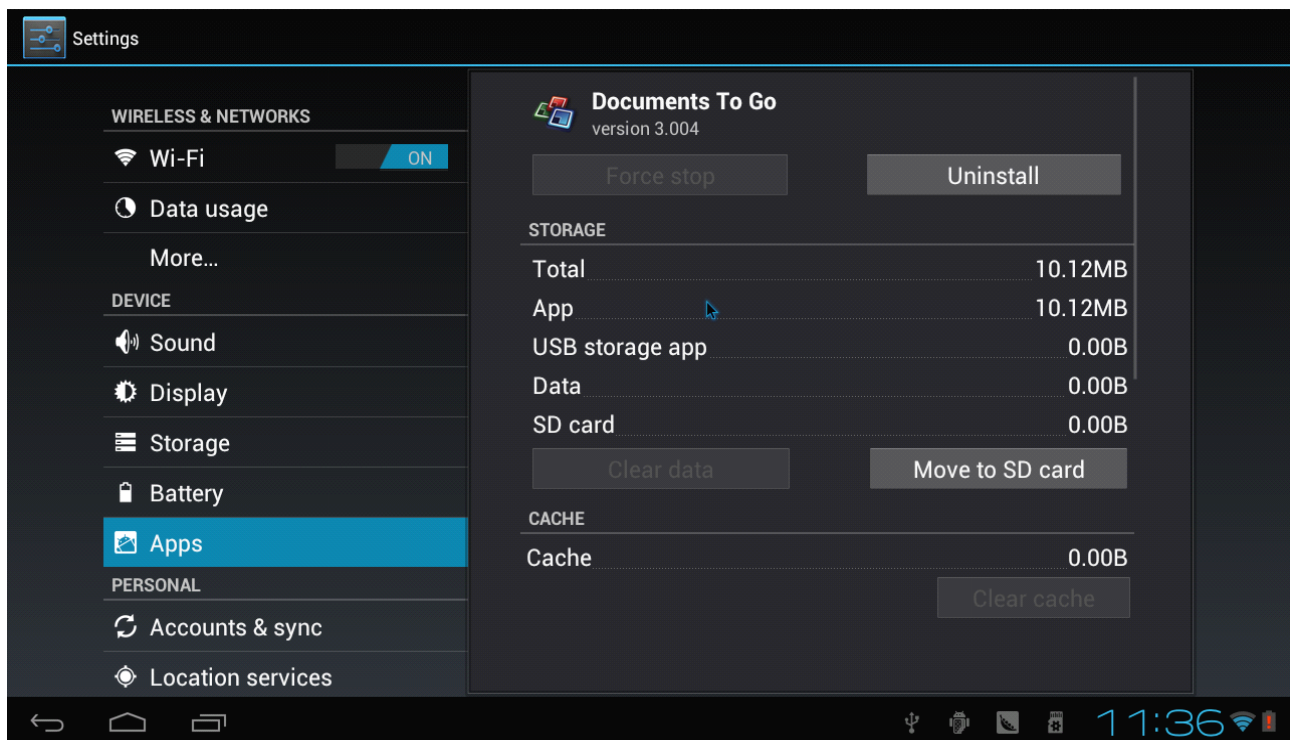 Settings
WIRELESS & NETWORKS
Wi-Fi ON
Data usage
More...
DEVICE
Sound
Display
Storage
Battery
Apps
PERSONAL
Accounts & sync
Location services
Documents To Go
version 3.004
Force stop Uninstall
STORAGE
Total 10.12MB
App 10.12MB
USB storage app 0.00B
Data 0.00B
SD card 0.00B
Clear data Move to SD card
CACHE
Cache 0.00B
Clear cache
11:36